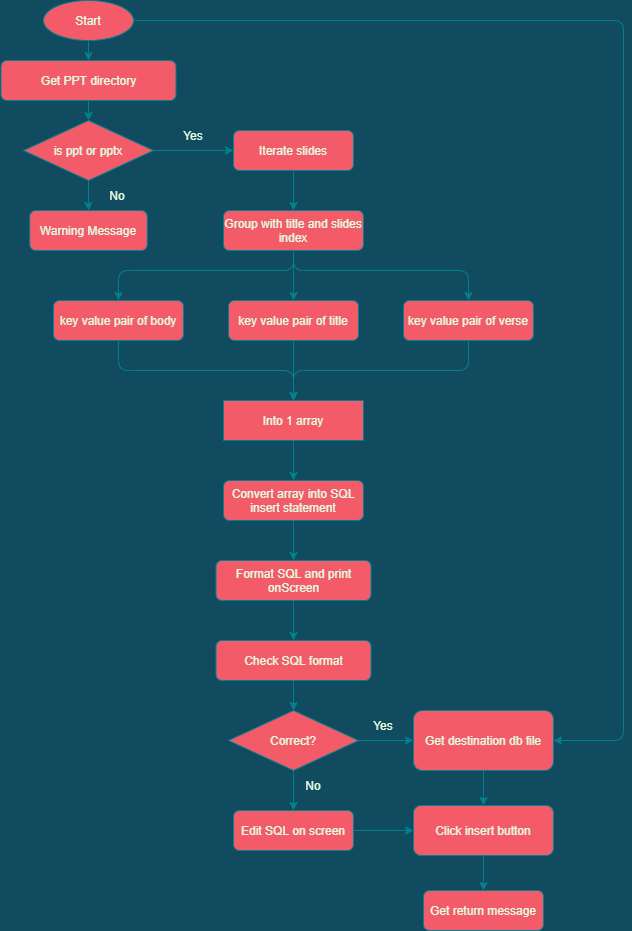 Start
Get PPT directory
is ppt or pptx
Yes
Iterate slides
No
Warning Message
Group with title and slides
index
key value pair of body
key value pair of title
key value pair of verse
Into 1 array
Convert array into SQL
insert statement
Format SQL and print
onScreen
Check SQL format
Correct?
Yes
Get destination db file
No
Edit SQL on screen
Click insert button
Get return message